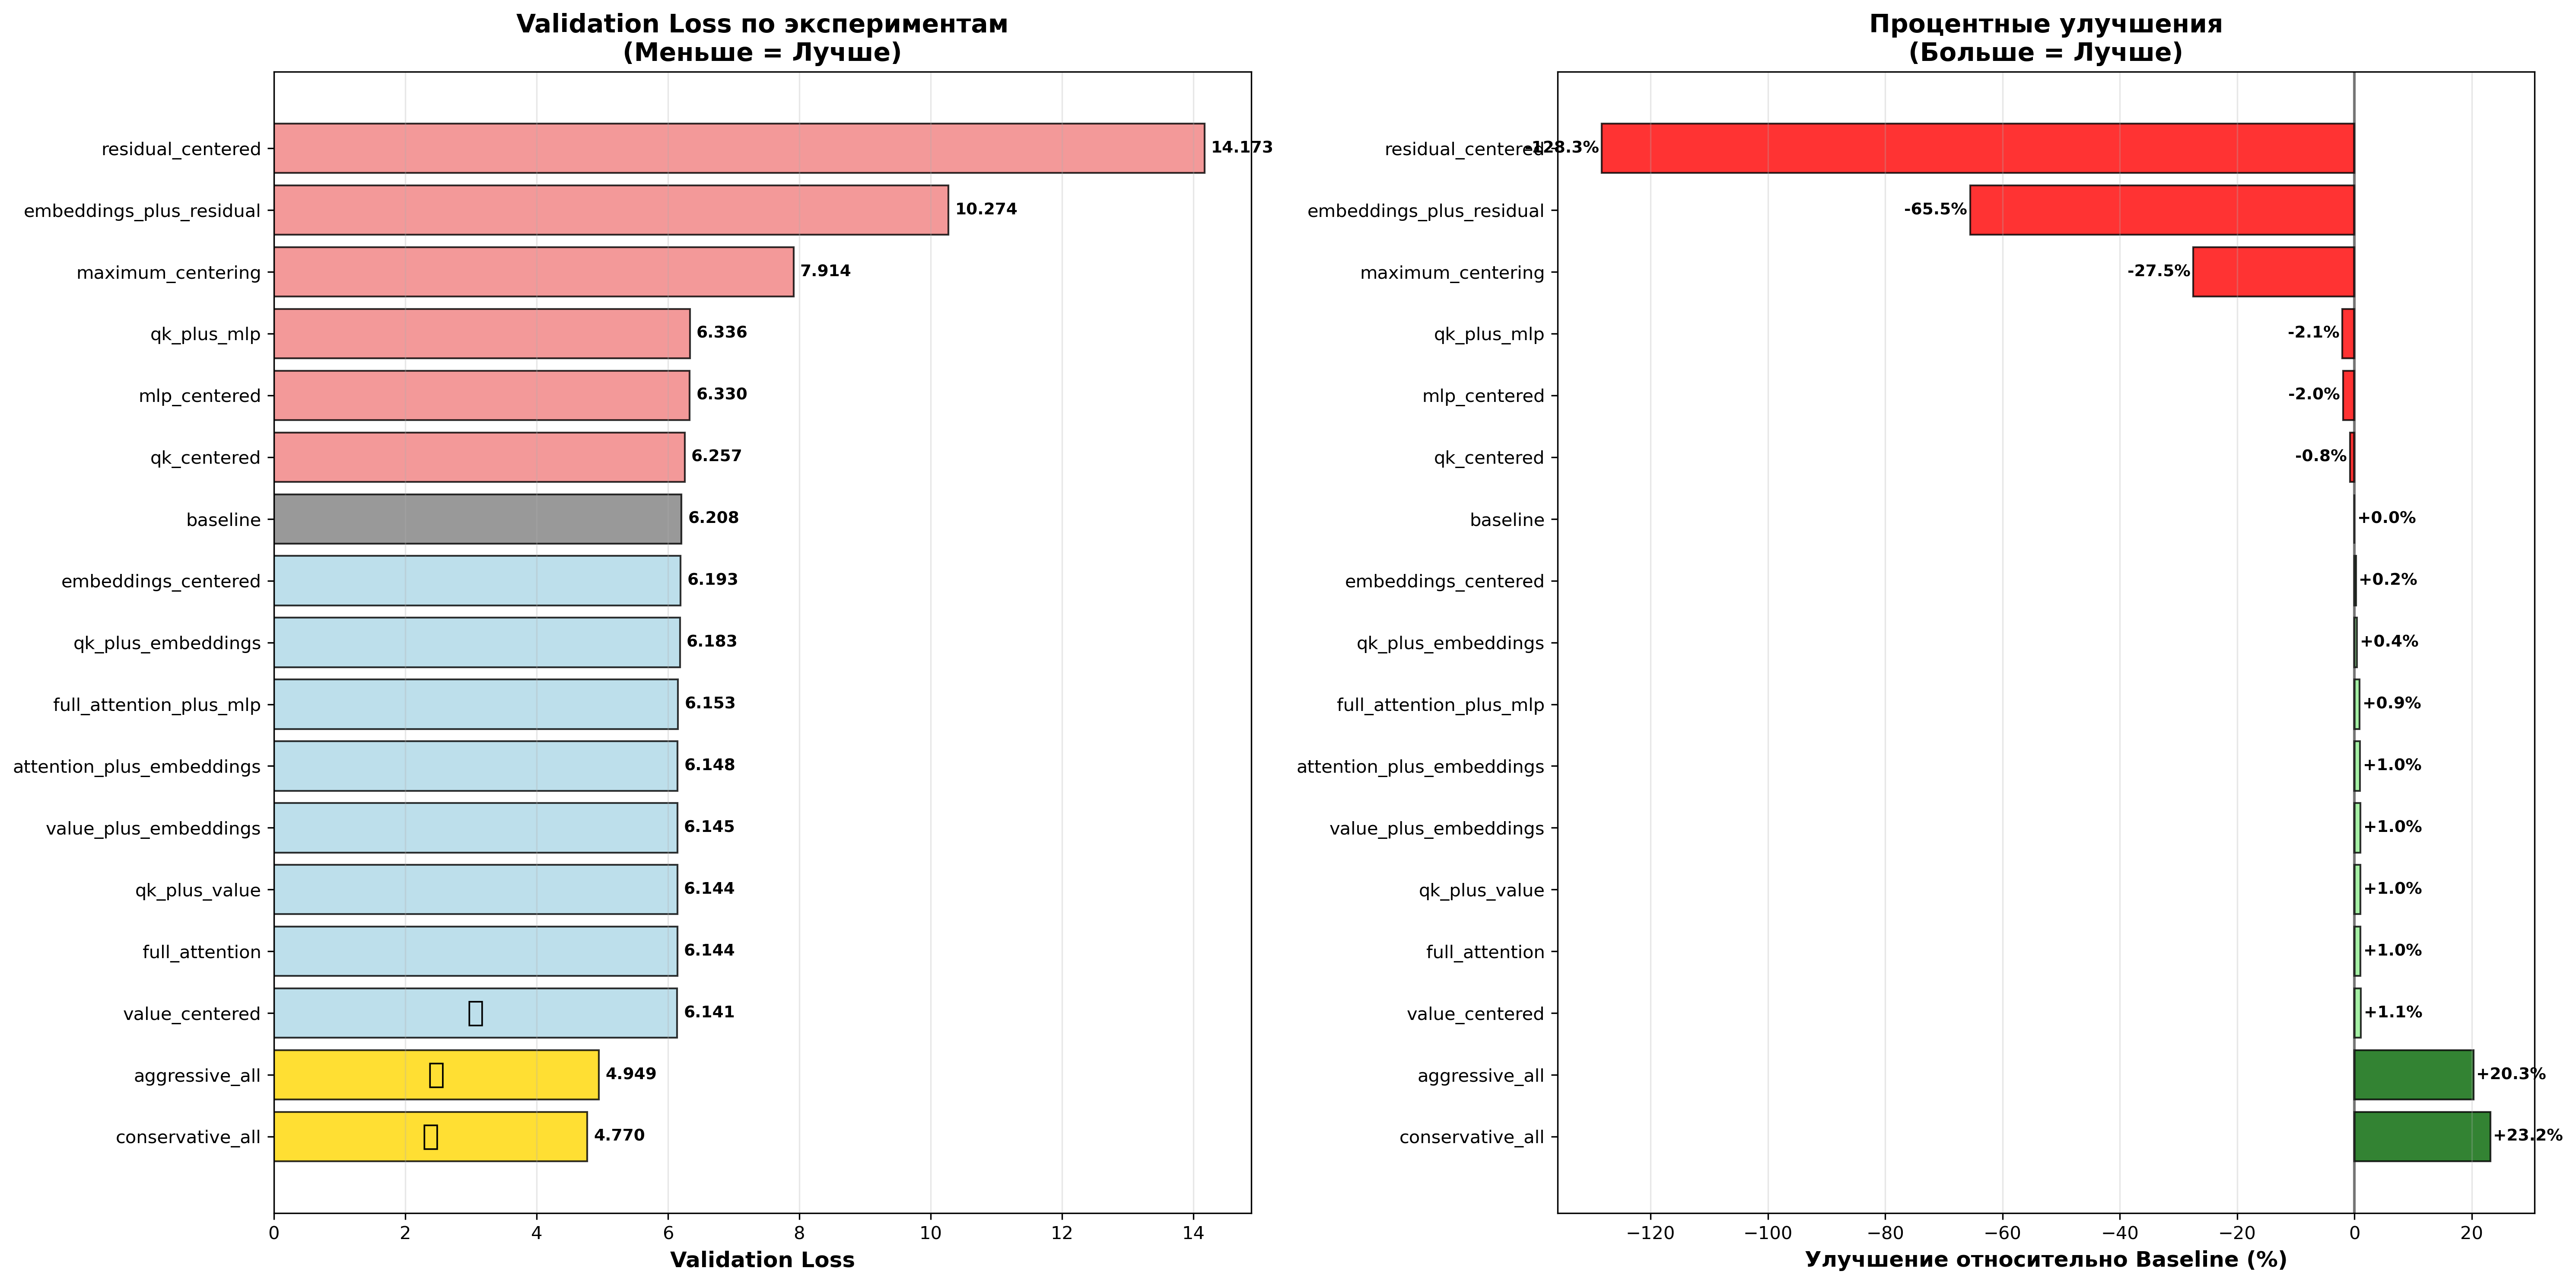 Validation Loss по экспериментам
(Меньше = Лучше)
residual_centered
14.173
embeddings_plus_residual
10.274
maximum_centering
7.914
qk_plus_mlp
6.336
mlp_centered
6.330
qk_centered
6.257
baseline
6.208
embeddings_centered
6.193
qk_plus_embeddings
6.183
full_attention_plus_mlp
6.153
attention_plus_embeddings
6.148
value_plus_embeddings
6.145
qk_plus_value
6.144
full_attention
6.144
value_centered
6.141
aggressive_all
4.949
conservative_all
4.770
0 2 4 6 8 10 12 14
Validation Loss
Процентные улучшения
(Больше = Лучше)
residual_centered
-128.3%
embeddings_plus_residual
-65.5%
maximum_centering
-27.5%
qk_plus_mlp
-2.1%
mlp_centered
-2.0%
qk_centered
-0.8%
baseline
+0.0%
embeddings_centered
+0.2%
qk_plus_embeddings
+0.4%
full_attention_plus_mlp
+0.9%
attention_plus_embeddings
+1.0%
value_plus_embeddings
+1.0%
qk_plus_value
+1.0%
full_attention
+1.0%
value_centered
+1.1%
aggressive_all
+20.3%
conservative_all
+23.2%
−120 −100 −80 −60 −40 −20 0 20
Улучшение относительно Baseline (%)